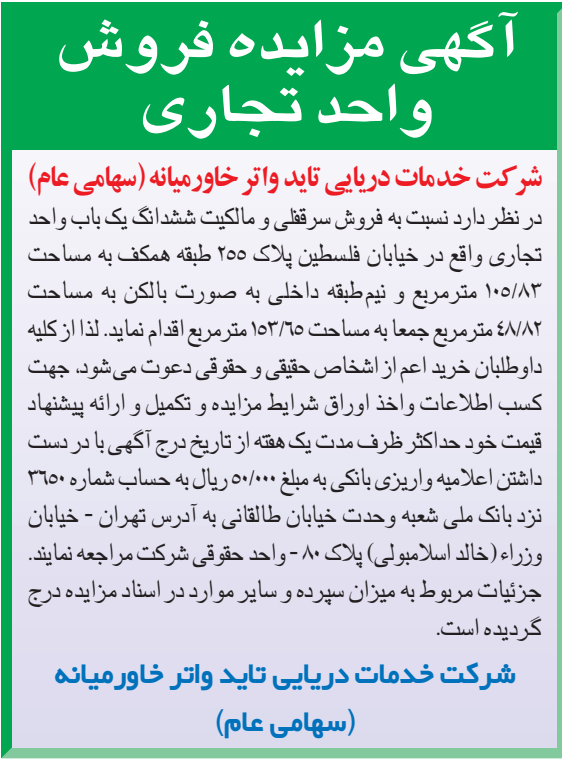 آگهی مزایده فروش
واحد تجاری
شرکت خدمات دریایی تاید واتر خاورمیانه (سهامی عام)
در نظر دارد نسبت به فروش سرقفلی و مالکیت ششدانگ یک باب واحد
تجاری واقع در خیابان فلسطین پلاک ۲۵۵ طبقه همکف به مساحت
۱۰۵/۸۳ مترمربع و نیم‌طبقه داخلی به صورت بالکن به مساحت
۴۸/۸۲ مترمربع جمعا به مساحت ۱۵۳/۶۵ مترمربع اقدام نماید. لذا از کلیه
داوطلبان خرید اعم از اشخاص حقیقی و حقوقی دعوت می‌شود، جهت
کسب اطلاعات واخذ اوراق شرایط مزایده و تکمیل و ارائه پیشنهاد
قیمت خود حداکثر ظرف مدت یک هفته از تاریخ درج آگهی با در دست
داشتن اعلامیه واریزی بانکی به مبلغ ۵۰/۰۰۰ ریال به حساب شماره ۳۶۵۰
نزد بانک ملی شعبه وحدت خیابان طالقانی به آدرس تهران - خیابان
وزراء (خالد اسلامبولی) پلاک ۸۰ - واحد حقوقی شرکت مراجعه نمایند.
جزئیات مربوط به میزان سپرده و سایر موارد در اسناد مزایده درج
گردیده است.
شرکت خدمات دریایی تاید واتر خاورمیانه
(سهامی عام)